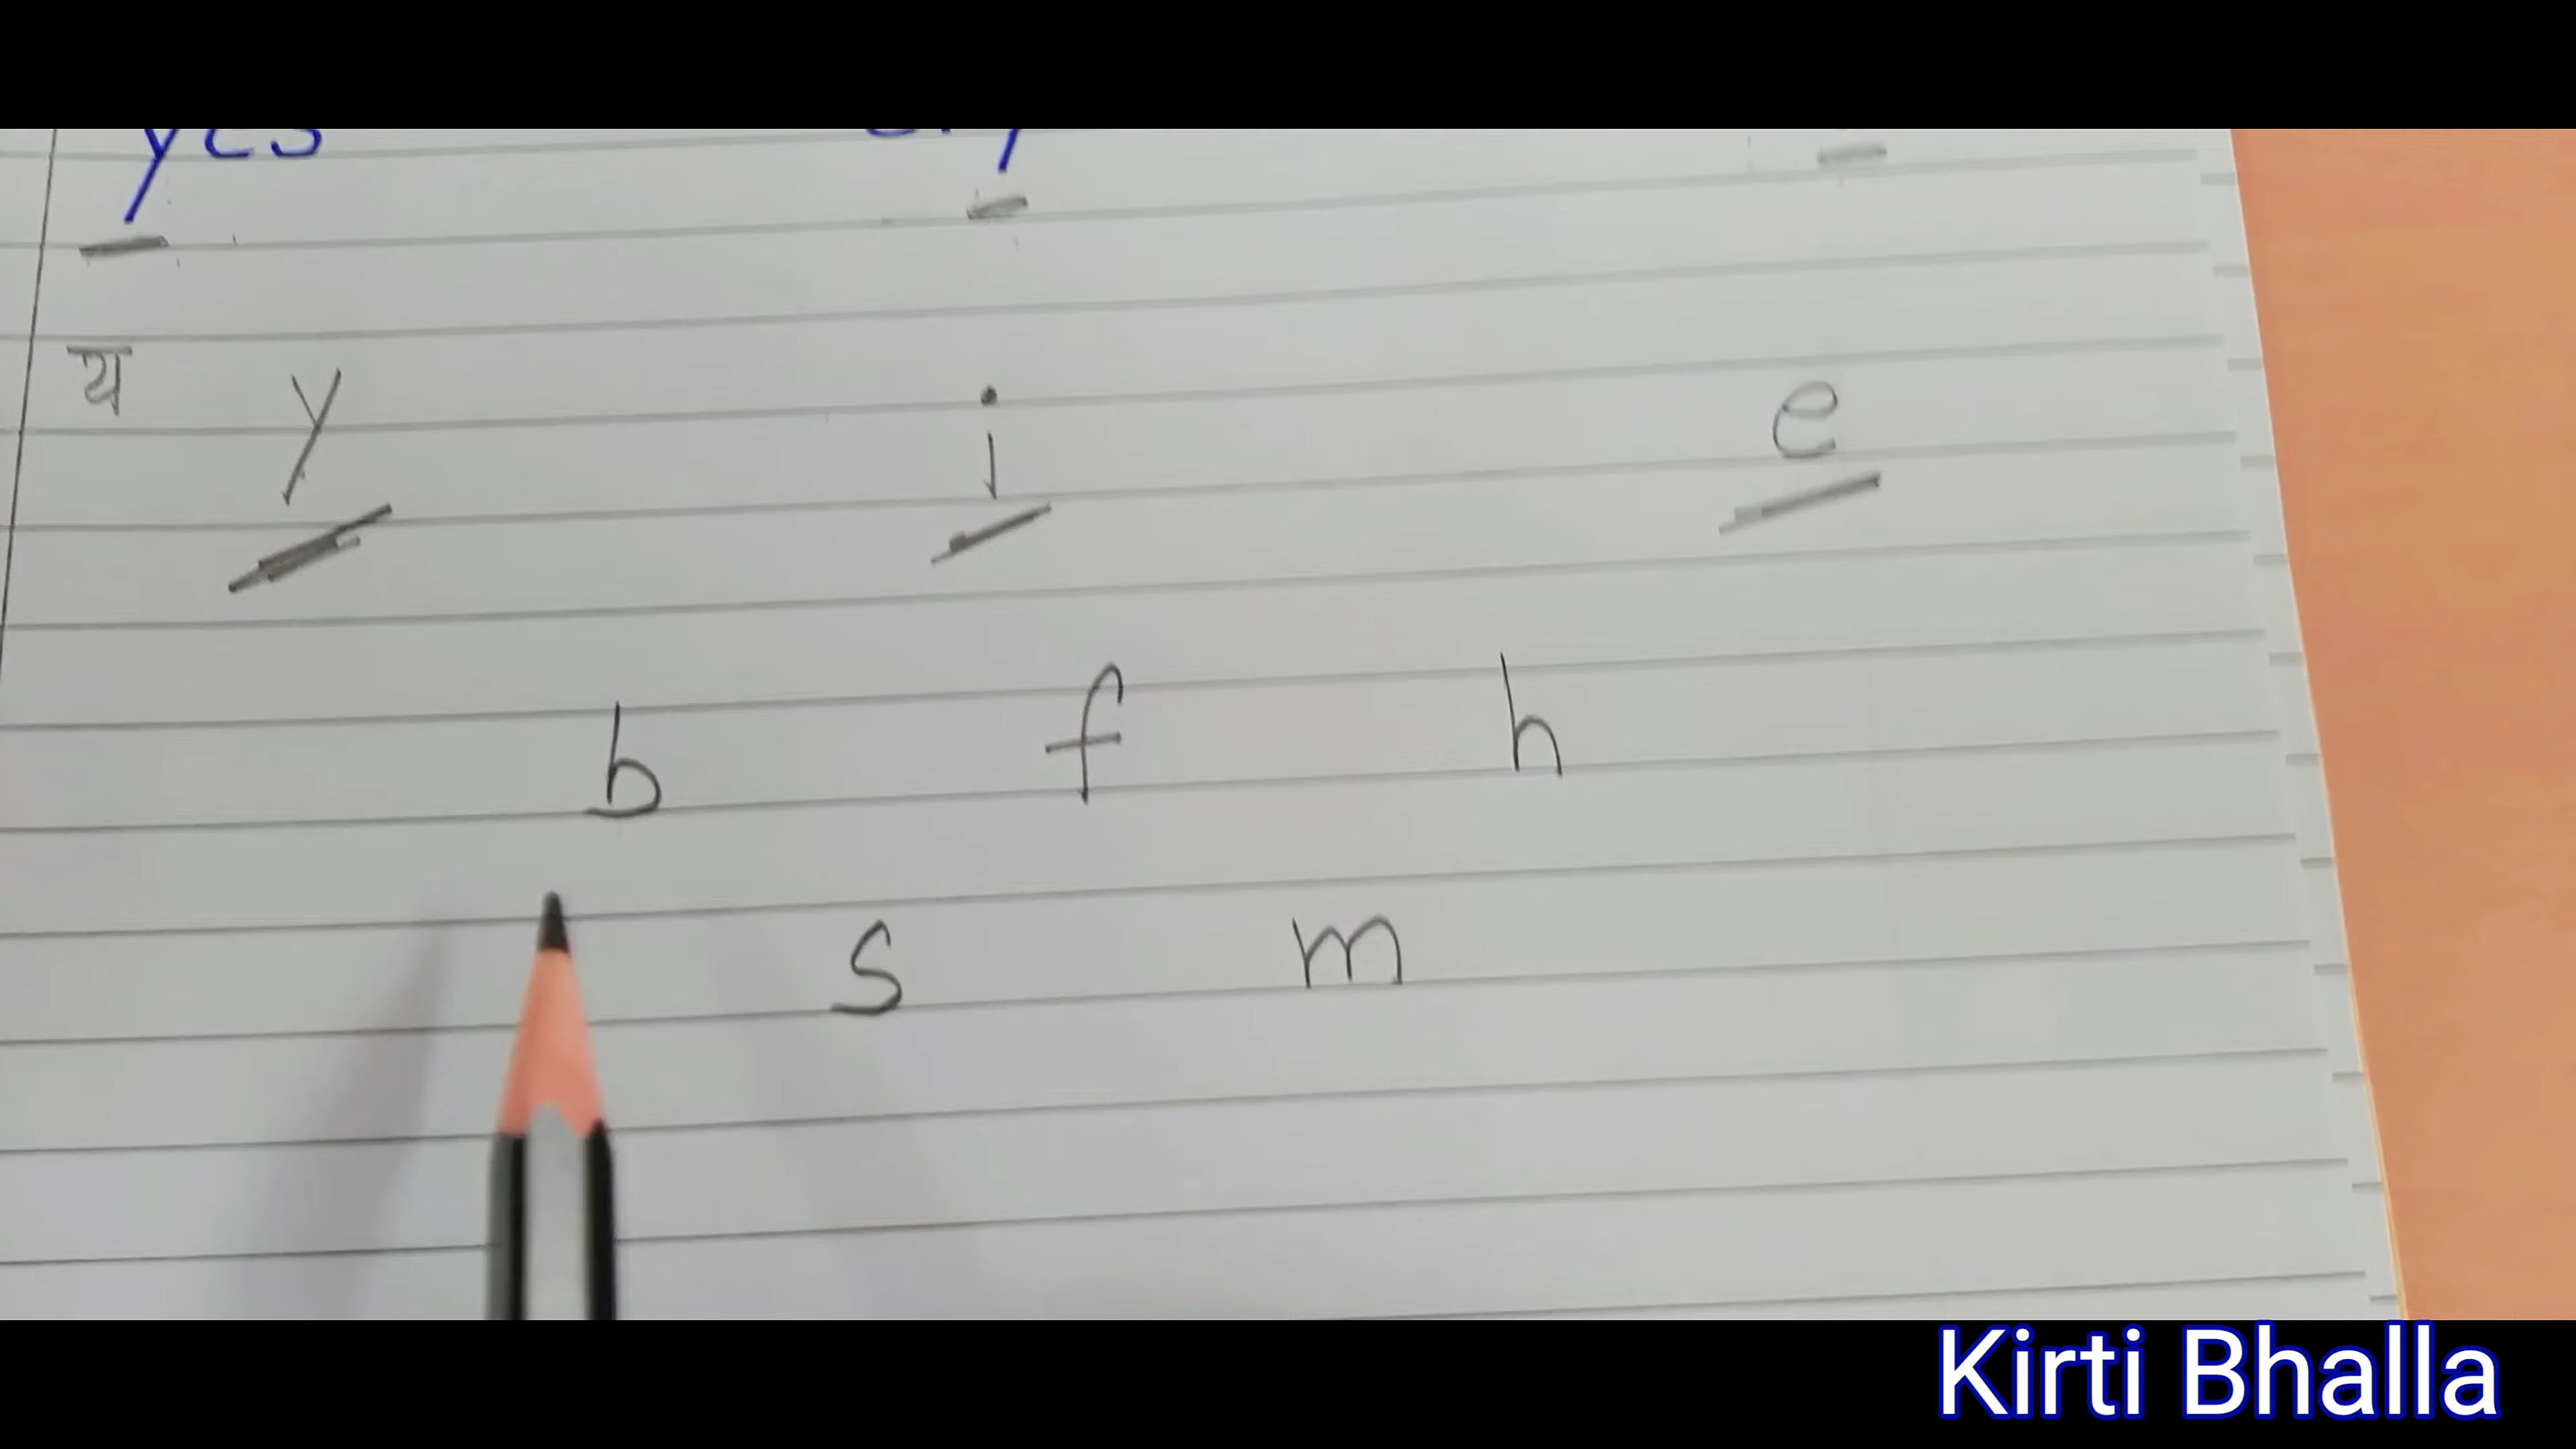 yes
य y i e
b f h
s m
Kirti Bhalla